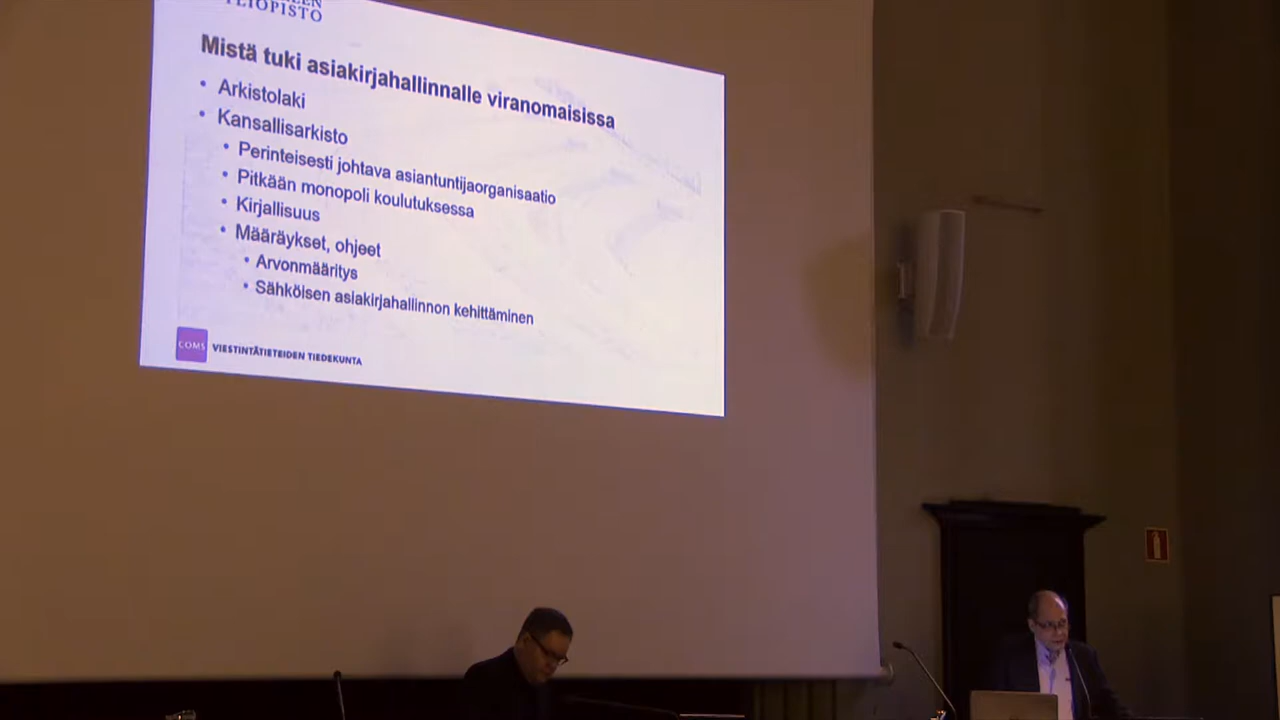 YLIOPISTO
Mistä tuki asiakirjahallinnalle viranomaisissa
• Arkistolaki
• Kansallisarkisto
• Perinteisesti johtava asiantuntijaorganisaatio
• Pitkään monopoli koulutuksessa
• Kirjallisuus
• Määräykset, ohjeet
• Arvonmääritys
• Sähköisen asiakirjahallinnon kehittäminen
COMS VIESTINTÄTIETEIDEN TIEDEKUNTA